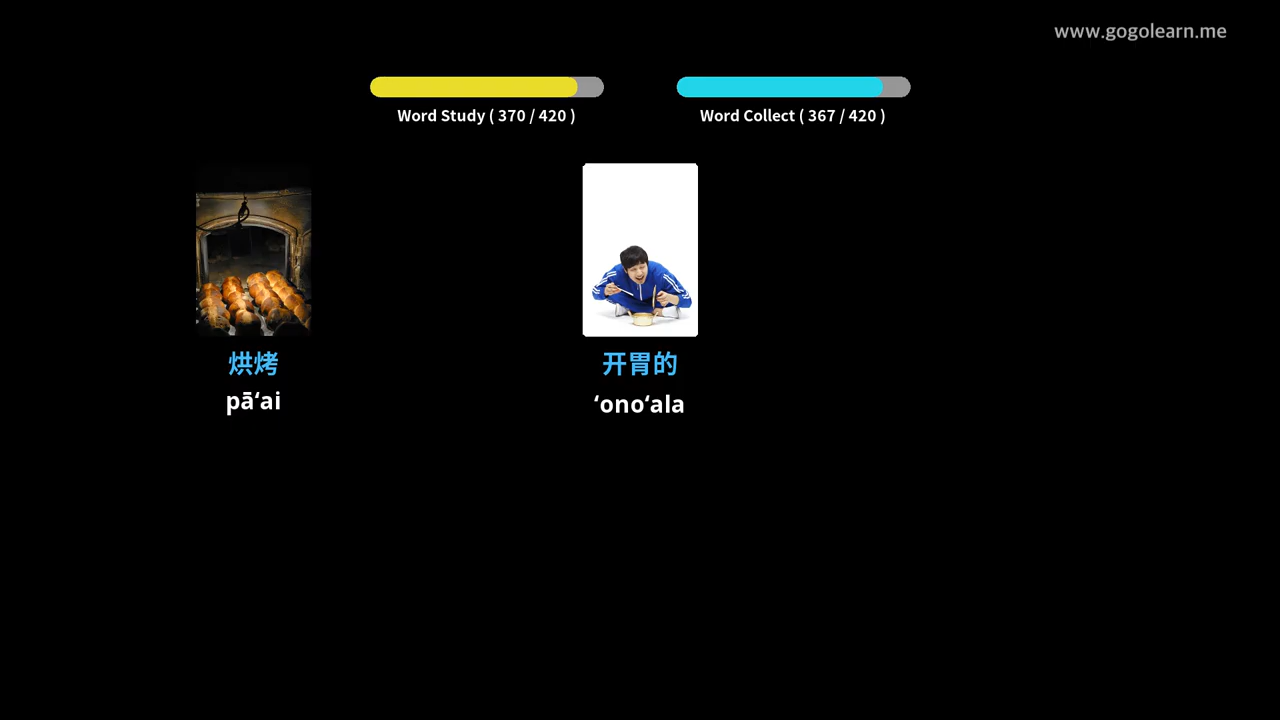 www.gogolearn.me
Word Study ( 370 / 420 )
Word Collect ( 367 / 420 )
烘烤
pāʻai
开胃的
ʻonoʻala